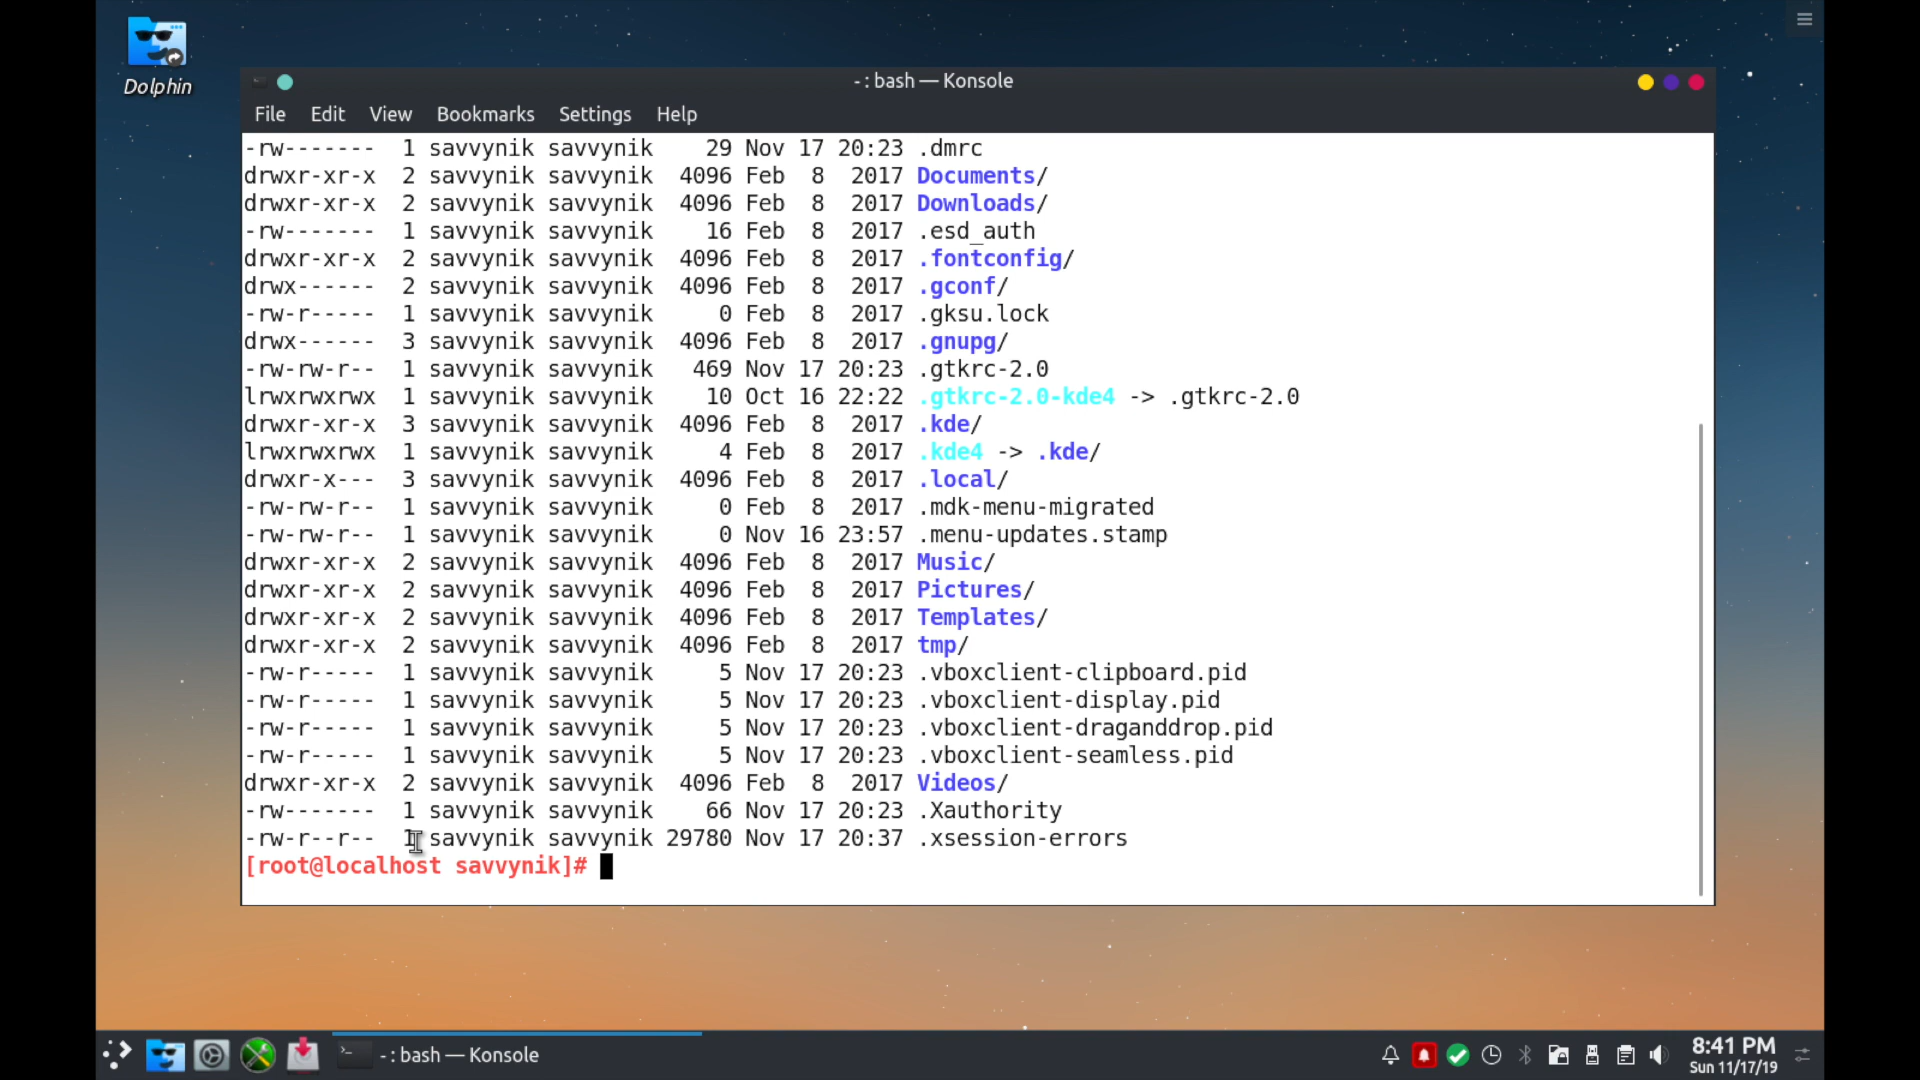 Dolphin
- : bash — Konsole
File Edit View Bookmarks Settings Help
-rw------- 1 savvynik savvynik 29 Nov 17 20:23 .dmrc
drwxr-xr-x 2 savvynik savvynik 4096 Feb 8 2017 Documents/
drwxr-xr-x 2 savvynik savvynik 4096 Feb 8 2017 Downloads/
-rw------- 1 savvynik savvynik 16 Feb 8 2017 .esd_auth
drwxr-xr-x 2 savvynik savvynik 4096 Feb 8 2017 .fontconfig/
drwx------ 2 savvynik savvynik 4096 Feb 8 2017 .gconf/
-rw-r----- 1 savvynik savvynik 0 Feb 8 2017 .gksu.lock
drwx------ 3 savvynik savvynik 4096 Feb 8 2017 .gnupg/
-rw-rw-r-- 1 savvynik savvynik 469 Nov 17 20:23 .gtkrc-2.0
lrwxrwxrwx 1 savvynik savvynik 10 Oct 16 22:22 .gtkrc-2.0-kde4 -> .gtkrc-2.0
drwxr-xr-x 3 savvynik savvynik 4096 Feb 8 2017 .kde/
lrwxrwxrwx 1 savvynik savvynik 4 Feb 8 2017 .kde4 -> .kde/
drwxr-x--- 3 savvynik savvynik 4096 Feb 8 2017 .local/
-rw-rw-r-- 1 savvynik savvynik 0 Feb 8 2017 .mdk-menu-migrated
-rw-rw-r-- 1 savvynik savvynik 0 Nov 16 23:57 .menu-updates.stamp
drwxr-xr-x 2 savvynik savvynik 4096 Feb 8 2017 Music/
drwxr-xr-x 2 savvynik savvynik 4096 Feb 8 2017 Pictures/
drwxr-xr-x 2 savvynik savvynik 4096 Feb 8 2017 Templates/
drwxr-xr-x 2 savvynik savvynik 4096 Feb 8 2017 tmp/
-rw-r----- 1 savvynik savvynik 5 Nov 17 20:23 .vboxclient-clipboard.pid
-rw-r----- 1 savvynik savvynik 5 Nov 17 20:23 .vboxclient-display.pid
-rw-r----- 1 savvynik savvynik 5 Nov 17 20:23 .vboxclient-draganddrop.pid
-rw-r----- 1 savvynik savvynik 5 Nov 17 20:23 .vboxclient-seamless.pid
drwxr-xr-x 2 savvynik savvynik 4096 Feb 8 2017 Videos/
-rw------- 1 savvynik savvynik 66 Nov 17 20:23 .Xauthority
-rw-r--r-- 1 savvynik savvynik 29780 Nov 17 20:37 .xsession-errors
[root@localhost savvynik]#
- : bash — Konsole
8:41 PM
Sun 11/17/19